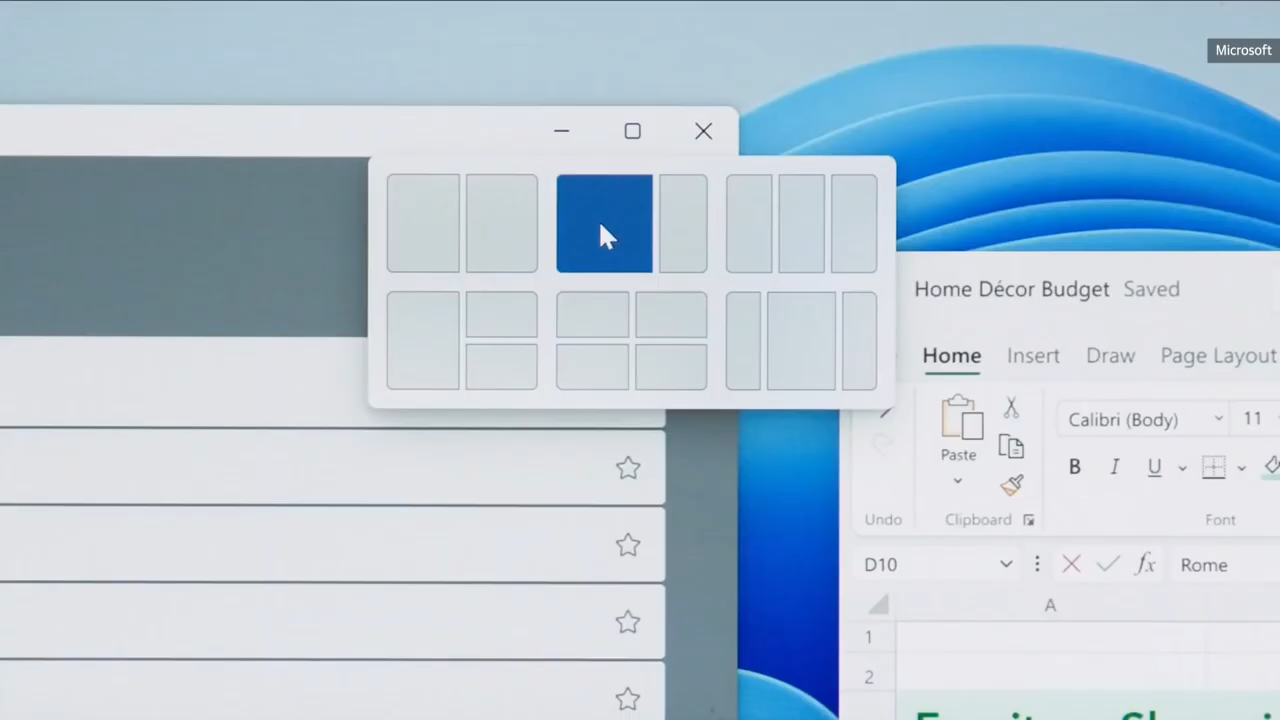 Microsoft
Home Décor Budget Saved
Home Insert Draw Page Layout
Calibri (Body) 11
Paste
B I U
Undo Clipboard Font
D10 fx Rome
A
1
2